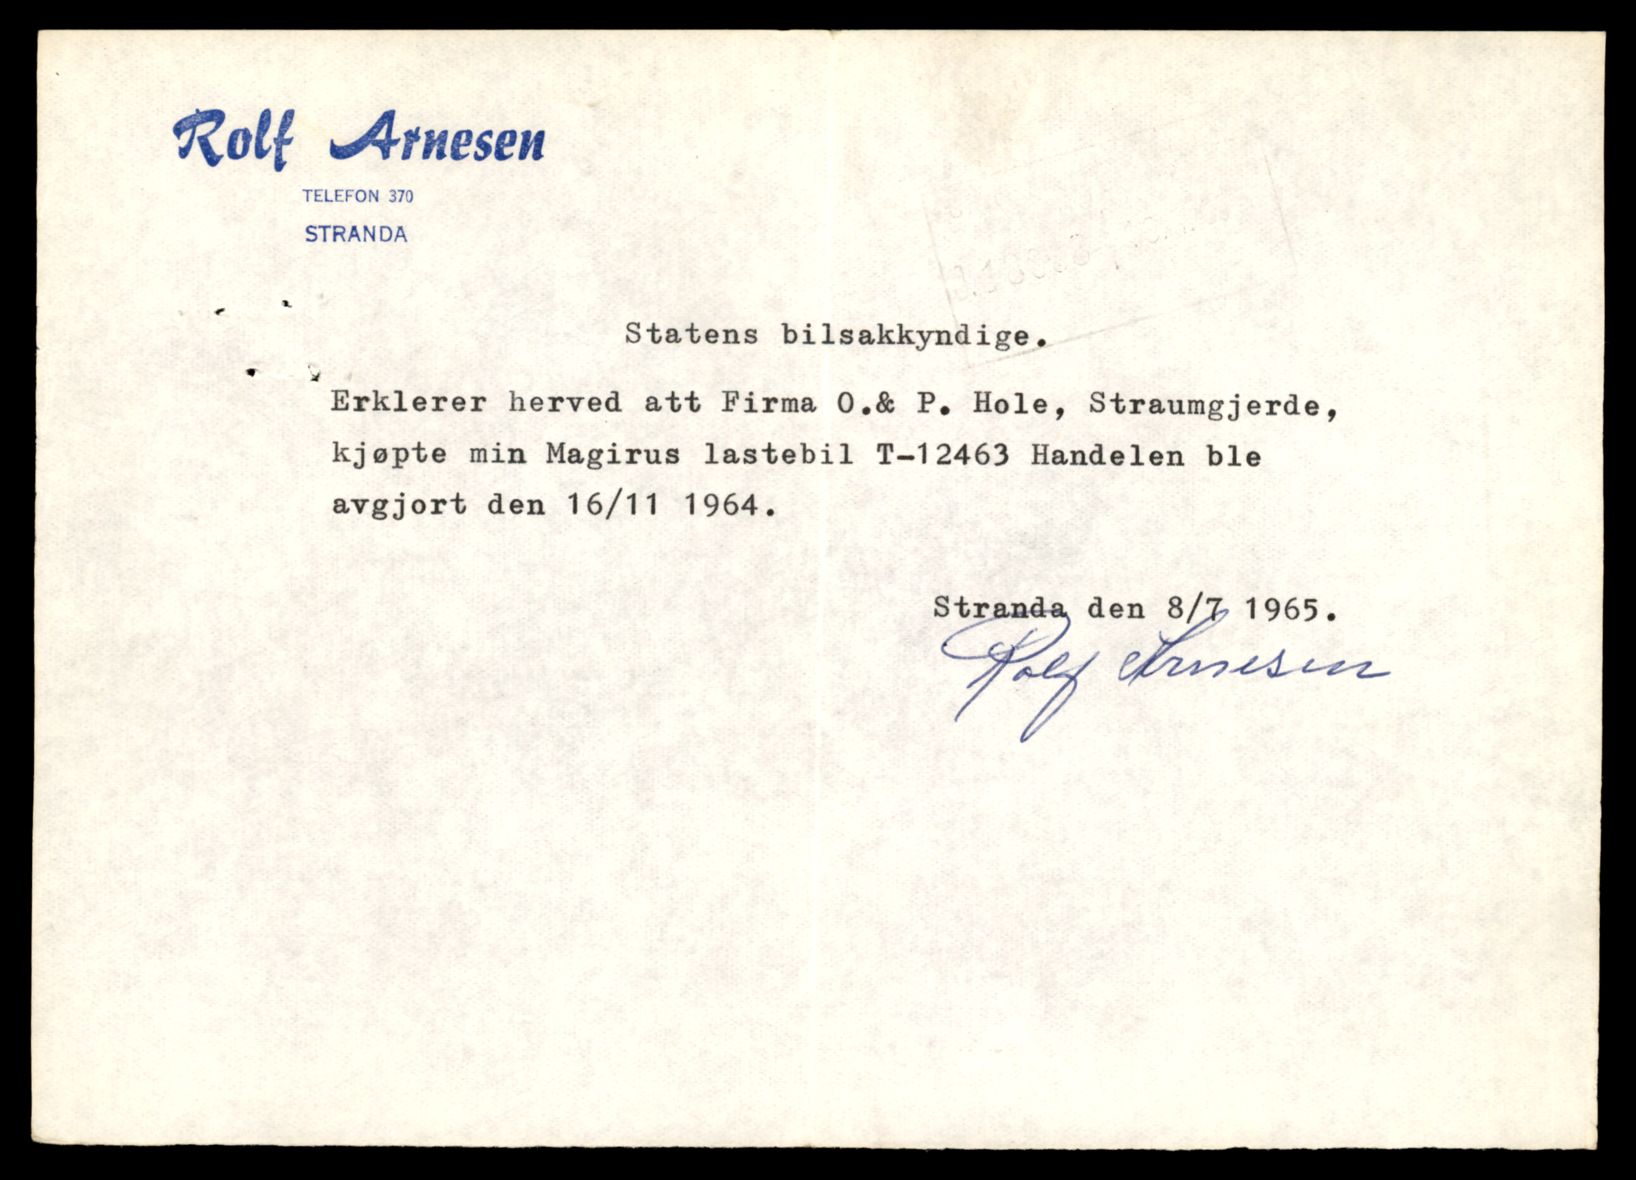 Rolf Arnesen
TELEFON 370
STRANDA
Statens bilsakkyndige.
Erklerer herved att Firma O.& P. Hole, Straumgjerde,
kjøpte min Magirus lastebil T-12463 Handelen ble
avgjort den 16/11 1964.
Stranda den 8/7 1965.
Rolf Arnesen